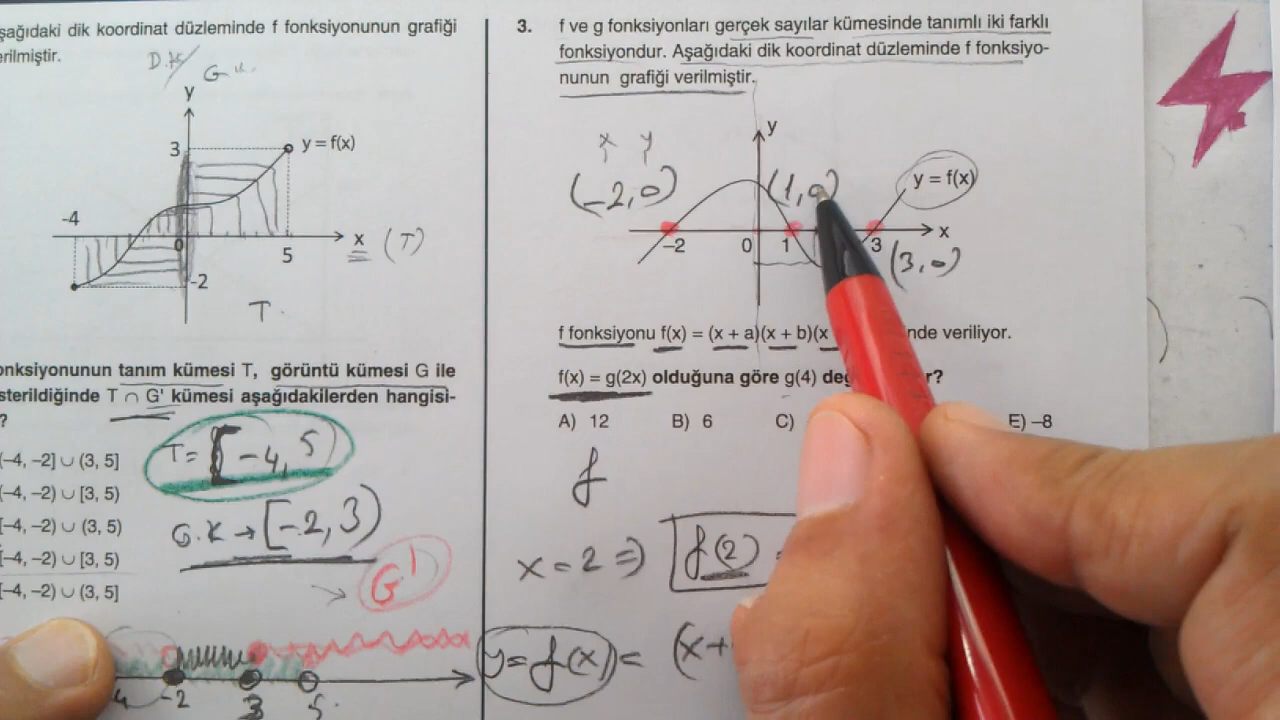 şağıdaki dik koordinat düzleminde f fonksiyonunun grafiği
erilmiştir.
D.K
G
y
3
y = f(x)
-4
0
x (T)
5
-2
T
onksiyonunun tanım kümesi T, görüntü kümesi G ile
sterildiğinde T ∩ G' kümesi aşağıdakilerden hangisi-
?
(-4, -2] ∪ (3, 5]
(-4, -2) ∪ [3, 5)
[-4, -2) ∪ (3, 5)
[-4, -2) ∪ [3, 5]
[-4, -2) ∪ (3, 5]
T= [-4, 5)
G.K → [-2, 3)
G'
4 -2 3 5
3. f ve g fonksiyonları gerçek sayılar kümesinde tanımlı iki farklı
fonksiyondur. Aşağıdaki dik koordinat düzleminde f fonksiyo-
nunun grafiği verilmiştir.
x y
(-2, 0)
y
(1, 0)
y = f(x)
-2
0
1
3
x
(3, 0)
f fonksiyonu f(x) = (x + a)(x + b)(x nde veriliyor.
f(x) = g(2x) olduğuna göre g(4) değ r?
A) 12 B) 6 C) E) -8
f
x = 2 ⇒ f(2) =
y = f(x) = (x+